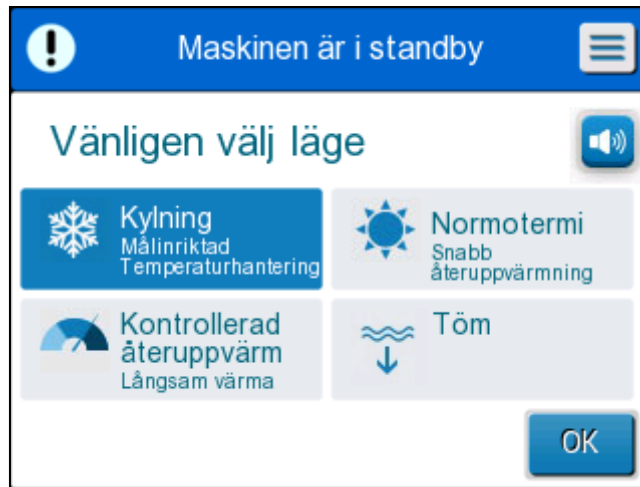 Maskinen är i standby
Vänligen välj läge
Kylning
Målinriktad
Temperaturhantering
Normotermi
Snabb
återuppvärmning
Kontrollerad
återuppvärm
Långsam värma
Töm
OK